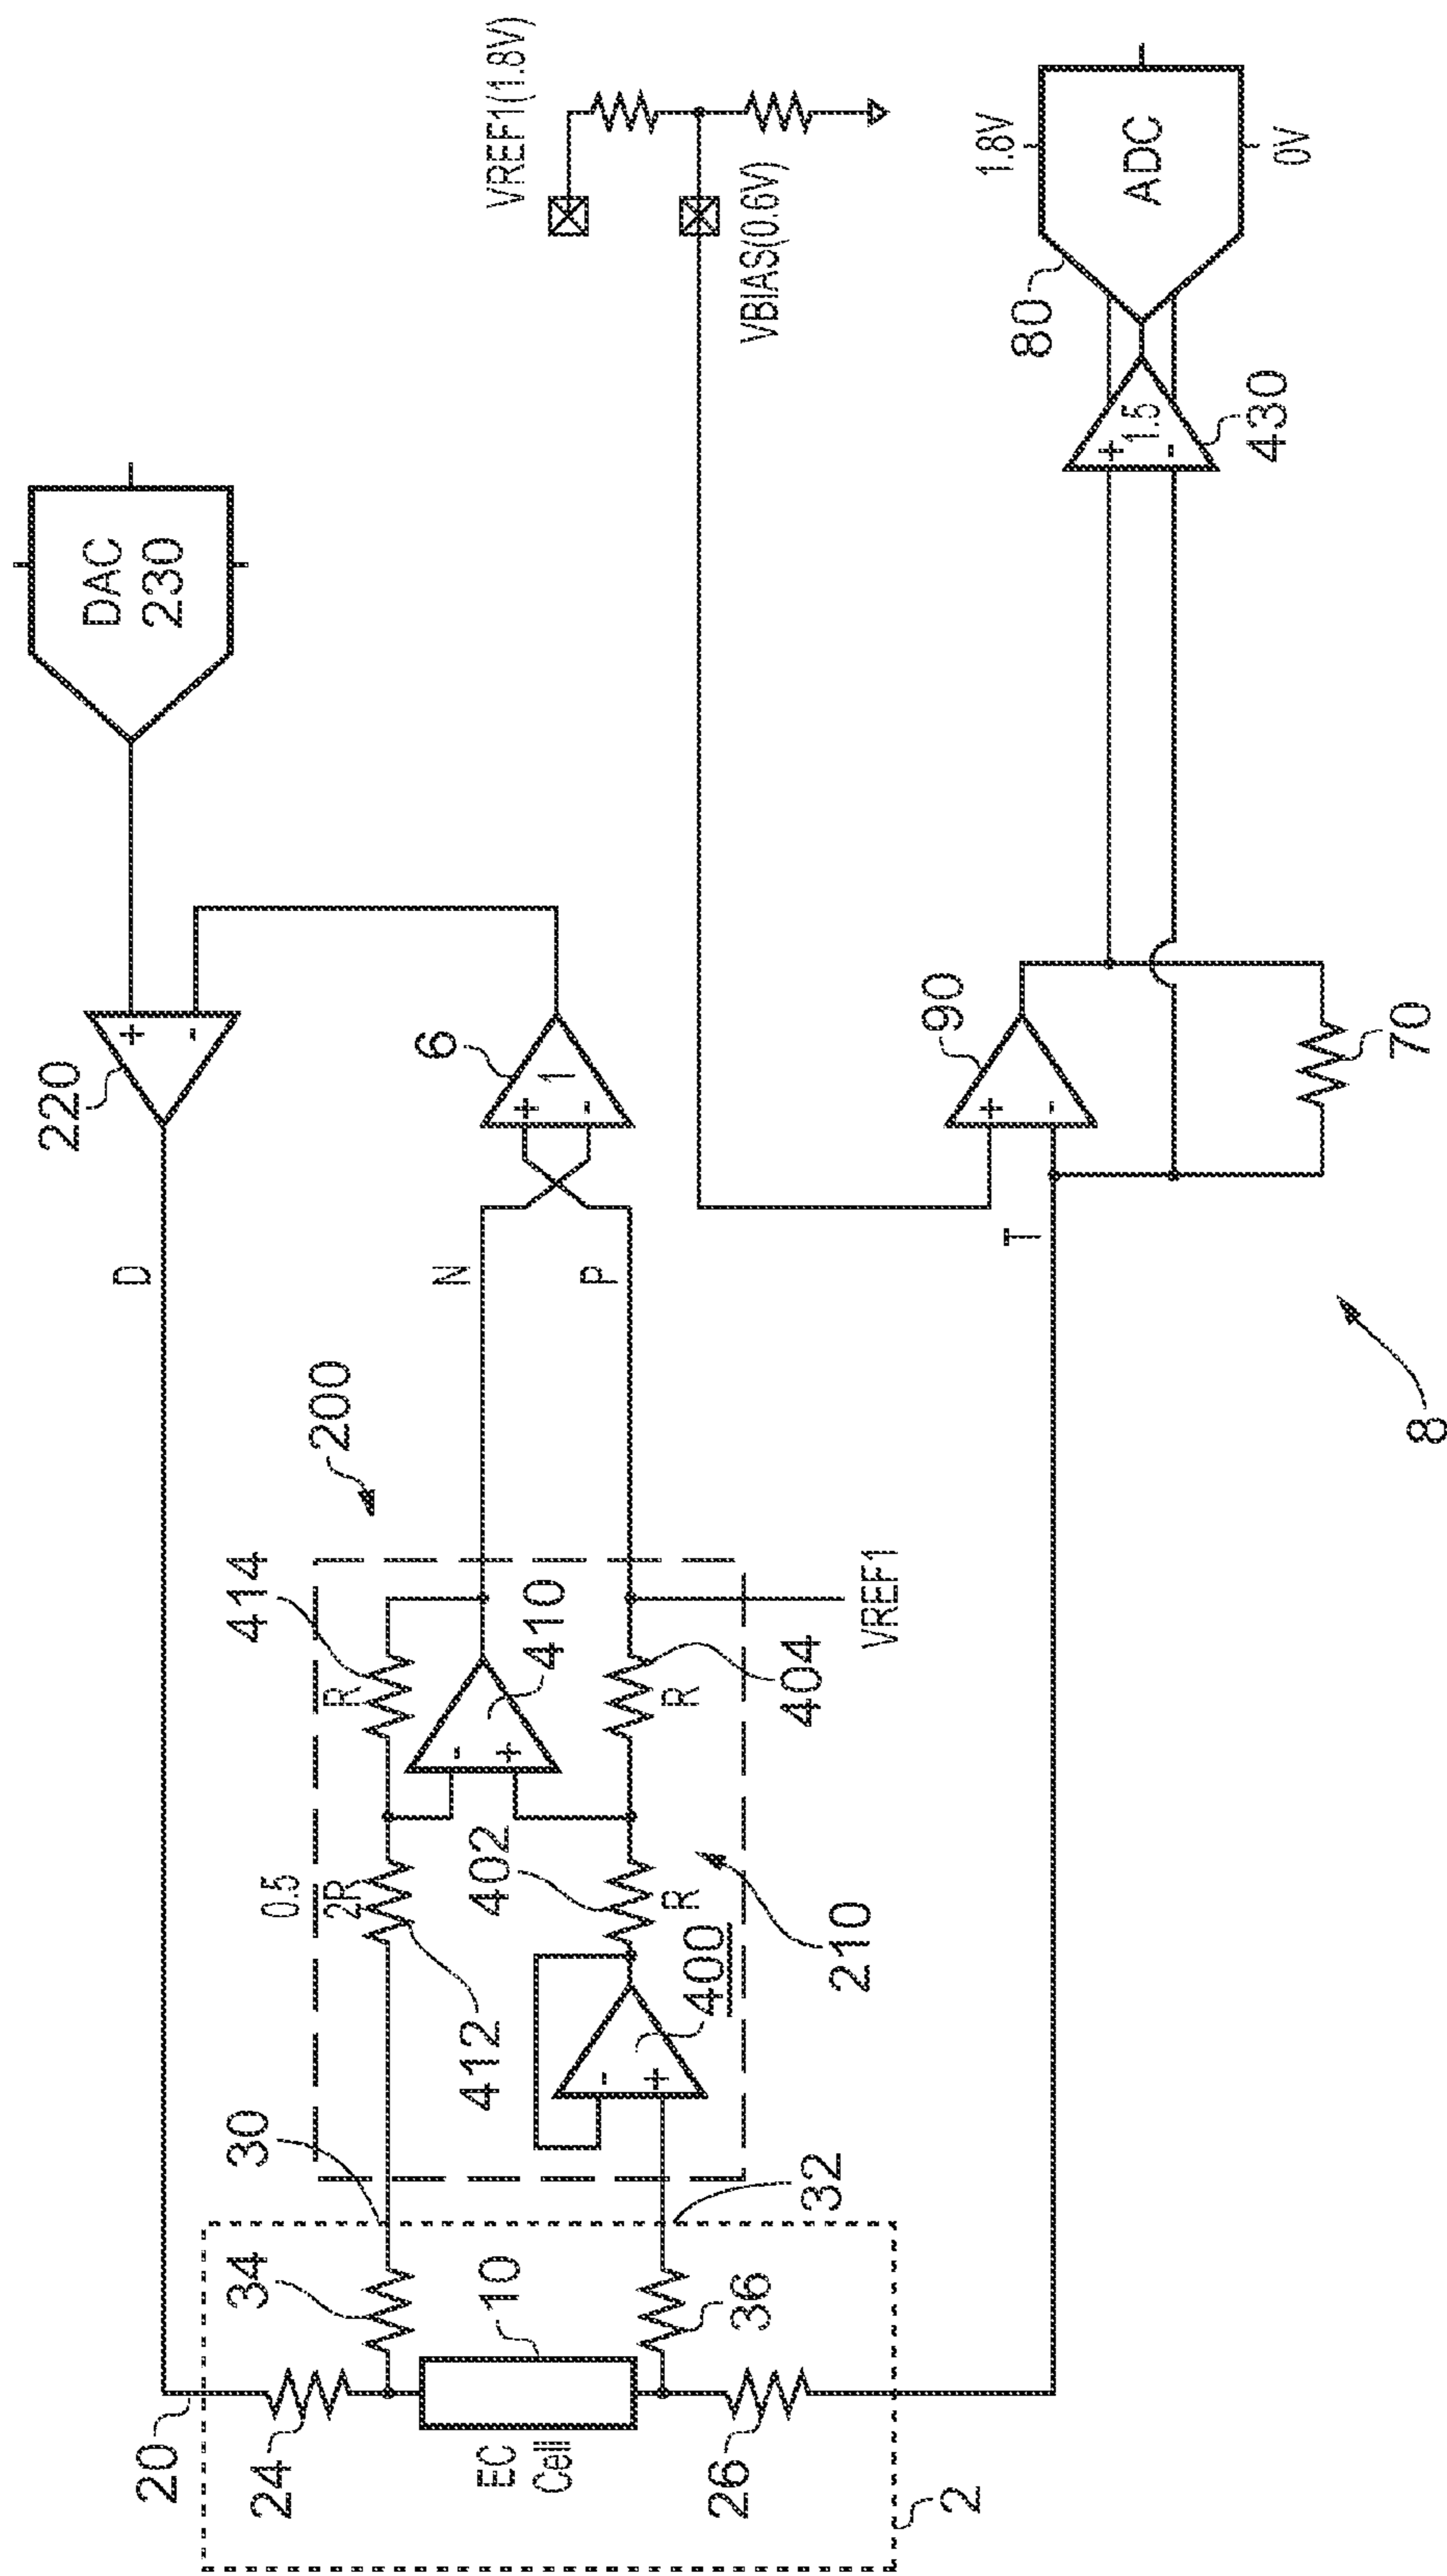 DAC
230
220
D
6
+
-
1
+
-
N
P
VREF1(1.8V)
VBIAS(0.6V)
1.8V
ADC
0V
80
+
1.5
-
430
90
+
-
T
70
8
200
414
R
410
-
+
404
R
VREF1
0.5
2R
402
R
412
400
-
+
210
30
32
34
36
10
EC
Cell
20
24
26
2